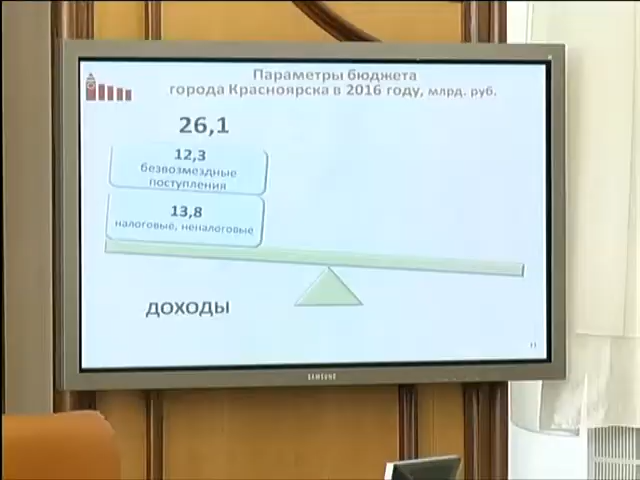 Параметры бюджета
города Красноярска в 2016 году, млрд. руб.
26,1
12,3
безвозмездные
поступления
13,8
налоговые, неналоговые
ДОХОДЫ
SAMSUNG